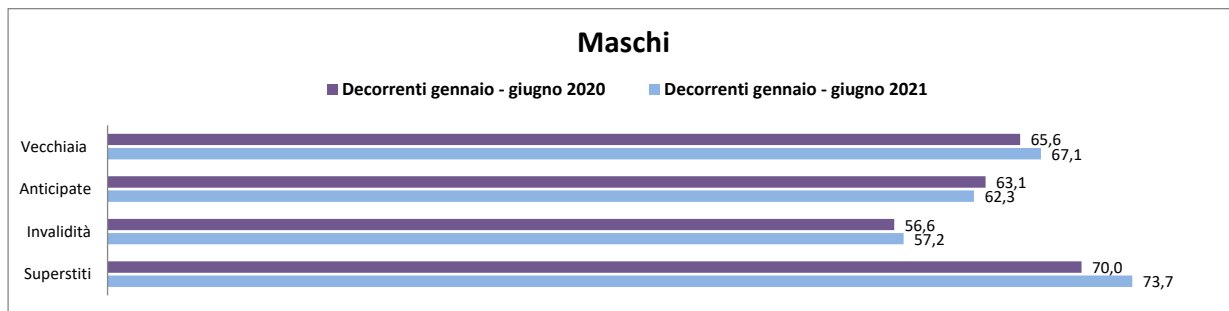 Maschi
Decorrenti gennaio - giugno 2020 Decorrenti gennaio - giugno 2021
Vecchiaia
65,6
67,1
Anticipate
63,1
62,3
Invalidità
56,6
57,2
Superstiti
70,0
73,7